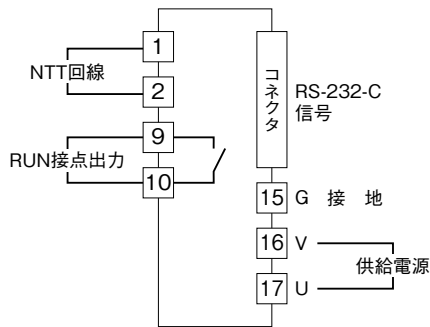 1
NTT回線
2
9
RUN接点出力
10
コネクタ
RS-232-C
信号
15 G 接 地
16 V
供給電源
17 U